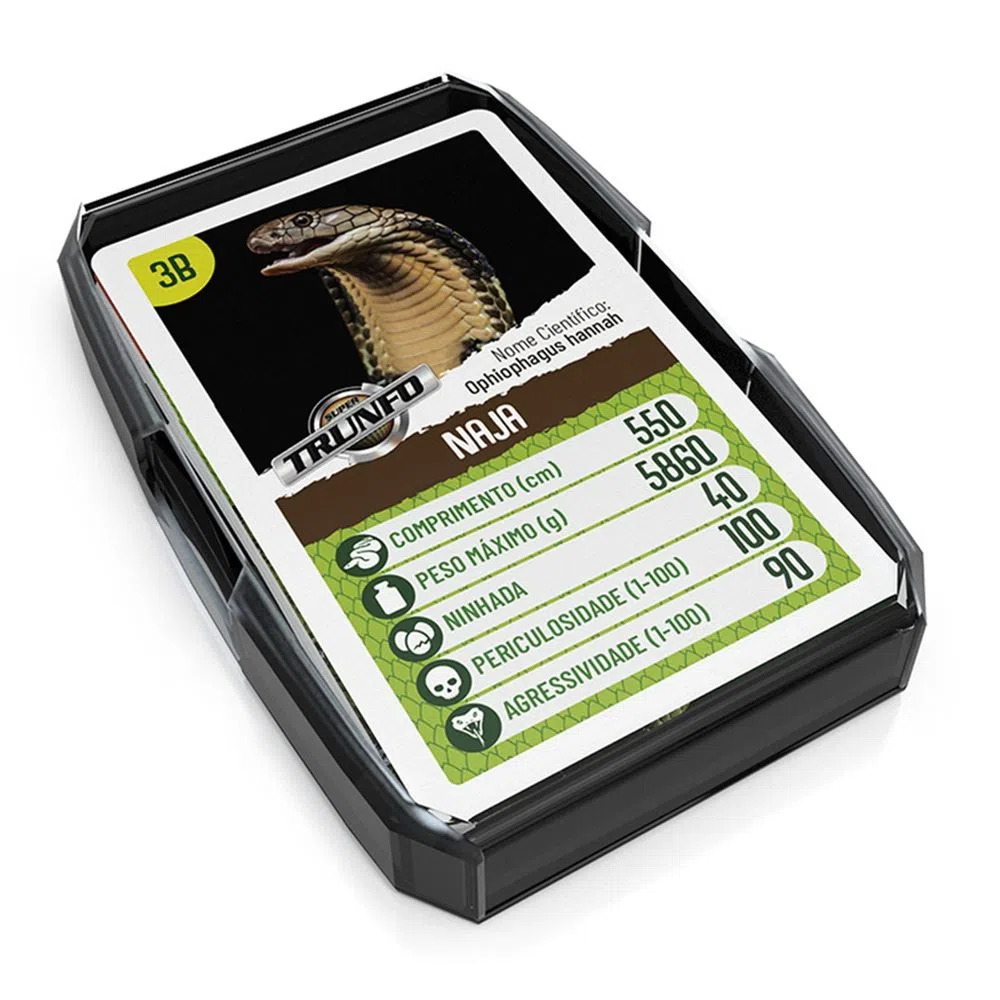 3B
Nome Científico:
Ophiophagus hannah
SUPER
TRUNFO
NAJA
COMPRIMENTO (cm) 550
PESO MÁXIMO (g) 5860
NINHADA 40
PERICULOSIDADE (1-100) 100
AGRESSIVIDADE (1-100) 90